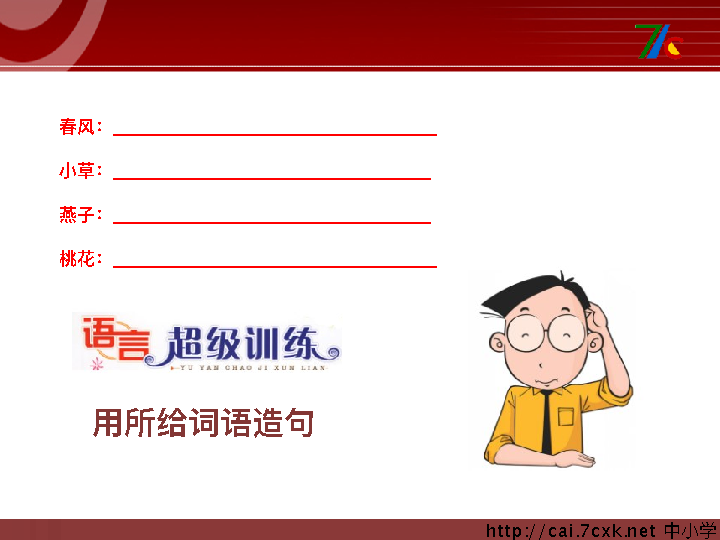 春风：
小草：
燕子：
桃花：
语言超级训练
YU YAN CHAO JI XUN LIAN
用所给词语造句
http://cai.7cxk.net 中小学